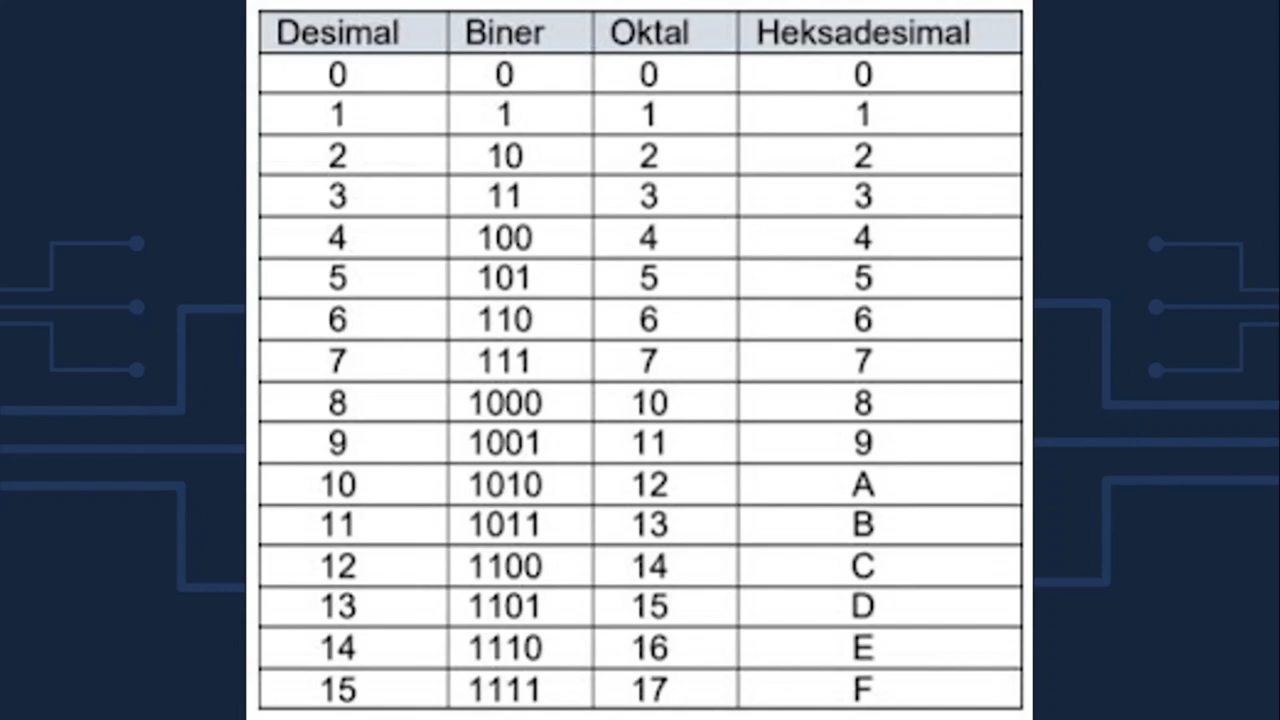 Desimal Biner Oktal Heksadesimal
0 0 0 0
1 1 1 1
2 10 2 2
3 11 3 3
4 100 4 4
5 101 5 5
6 110 6 6
7 111 7 7
8 1000 10 8
9 1001 11 9
10 1010 12 A
11 1011 13 B
12 1100 14 C
13 1101 15 D
14 1110 16 E
15 1111 17 F